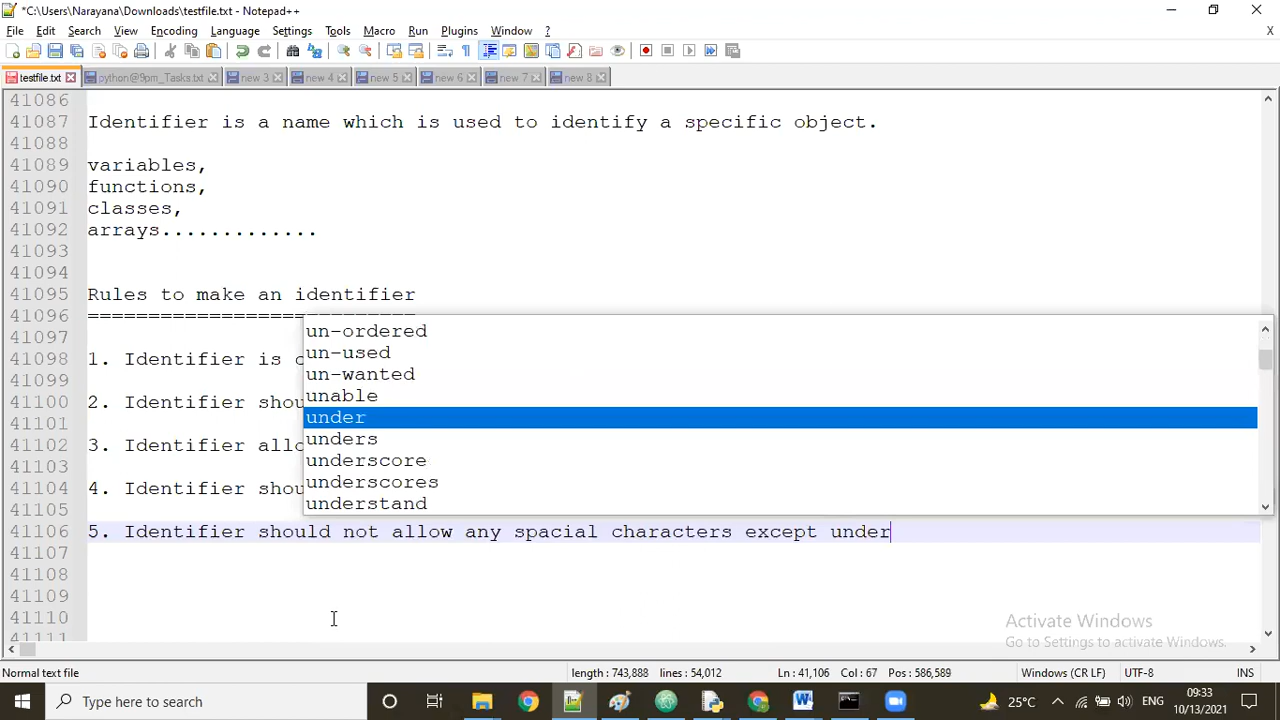 *C:\Users\Narayana\Downloads\testfile.txt - Notepad++
File Edit Search View Encoding Language Settings Tools Macro Run Plugins Window ? X
testfile.txt python@9pm_Tasks.txt new 3 new 4 new 5 new 6 new 7 new 8
41086
41087 Identifier is a name which is used to identify a specific object.
41088
41089 variables,
41090 functions,
41091 classes,
41092 arrays.............
41093
41094
41095 Rules to make an identifier
41096 ===========================
41097
41098 1. Identifier is
41099
41100 2. Identifier shou
41101
41102 3. Identifier allo
41103
41104 4. Identifier shou
41105
un-ordered
un-used
un-wanted
unable
under
unders
underscore
underscores
understand
41106 5. Identifier should not allow any spacial characters except under
41107
41108
41109
41110
41111
Activate Windows
Go to Settings to activate Windows.
Normal text file length : 743,888 lines : 54,012 Ln : 41,106 Col : 67 Pos : 586,589 Windows (CR LF) UTF-8 INS
Type here to search 25°C ENG 09:33
10/13/2021